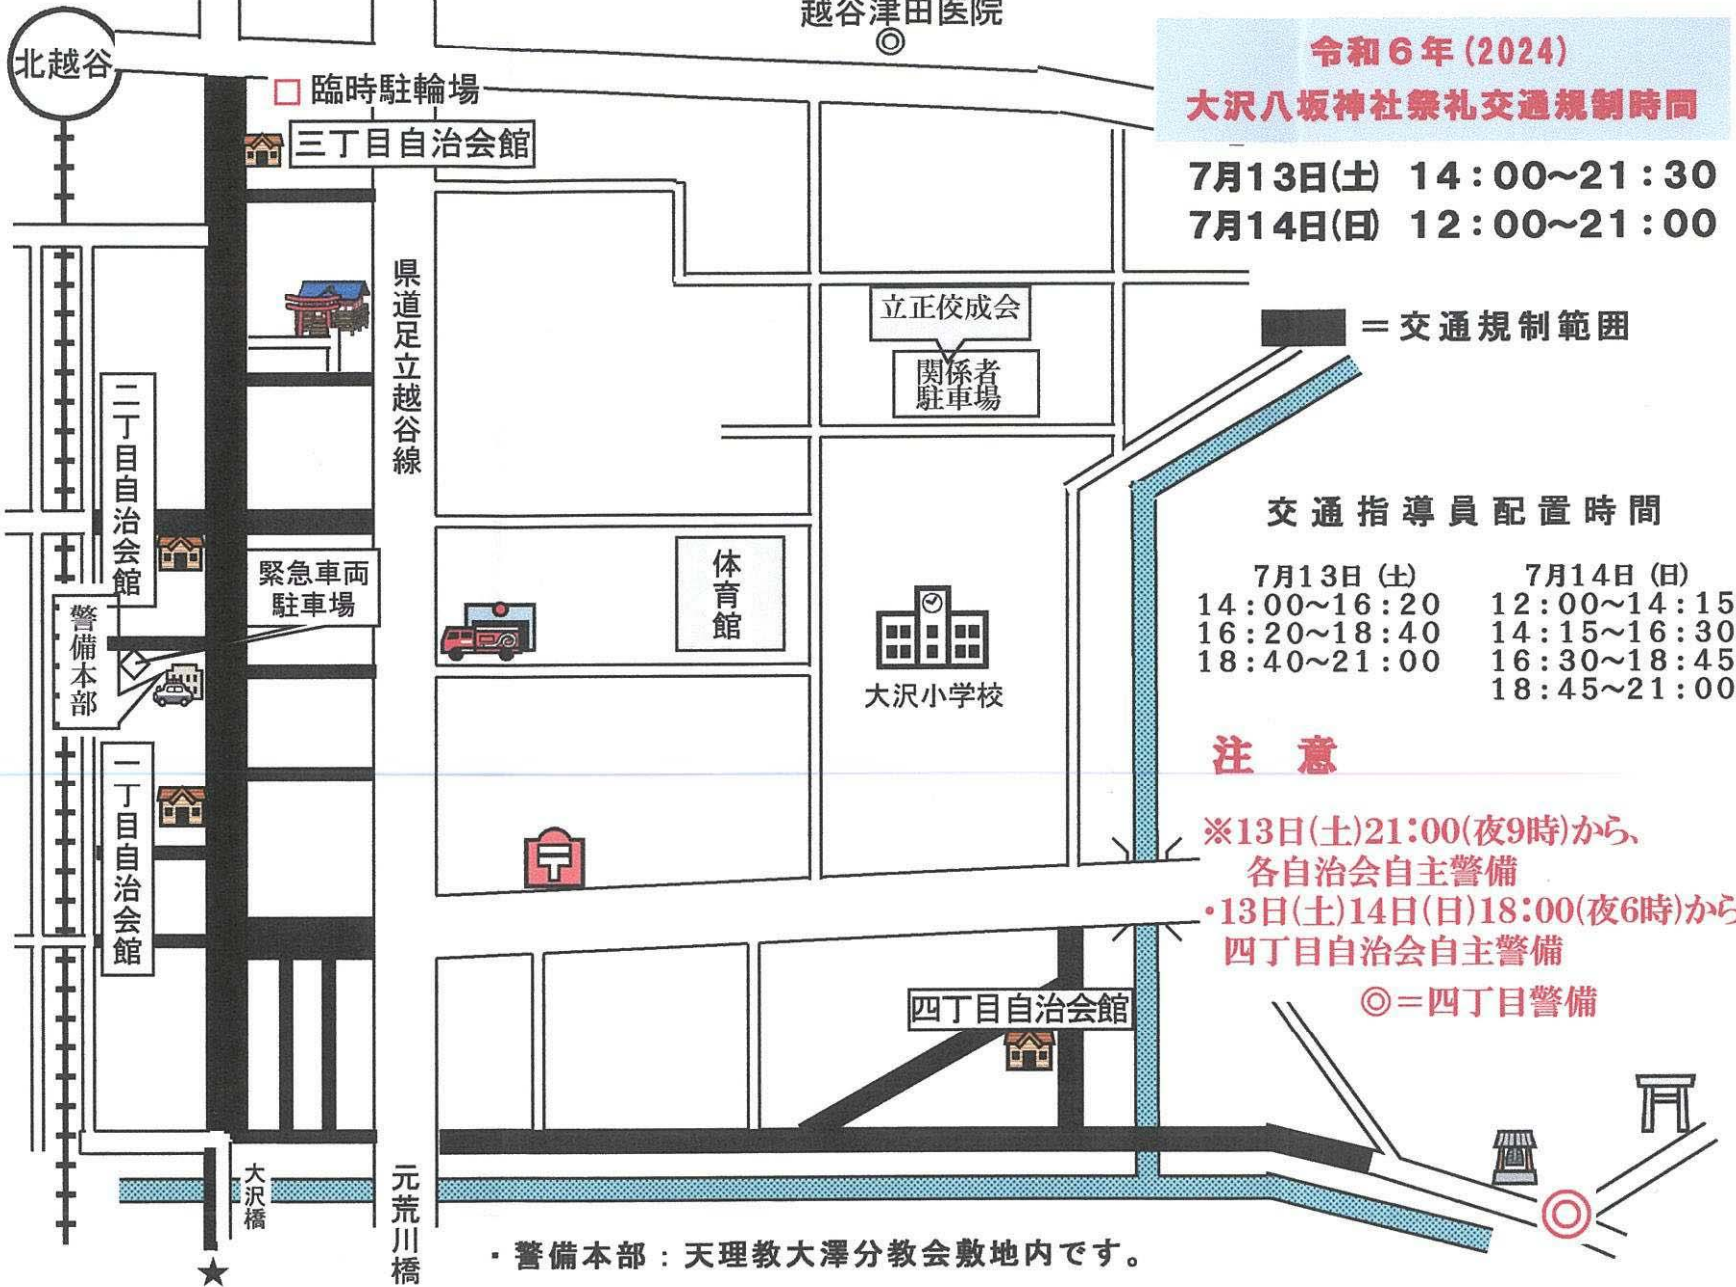 越谷津田医院
◎
北越谷
令和6年(2024)
大沢八坂神社祭礼交通規制時間
7月13日(土) 14:00〜21:30
7月14日(日) 12:00〜21:00
□ 臨時駐輪場
三丁目自治会館
県道足立越谷線
立正佼成会
関係者
駐車場
=交通規制範囲
二丁目自治会館
緊急車両
駐車場
体育館
警備本部
大沢小学校
交通指導員配置時間
7月13日(土)
14:00〜16:20
16:20〜18:40
18:40〜21:00
7月14日(日)
12:00〜14:15
14:15〜16:30
16:30〜18:45
18:45〜21:00
一丁目自治会館
〒
注 意
※13日(土)21:00(夜9時)から、
各自治会自主警備
・13日(土)14日(日)18:00(夜6時)から
四丁目自治会自主警備
◎=四丁目警備
四丁目自治会館
大沢橋
元荒川橋
★
・警備本部:天理教大澤分教会敷地内です。